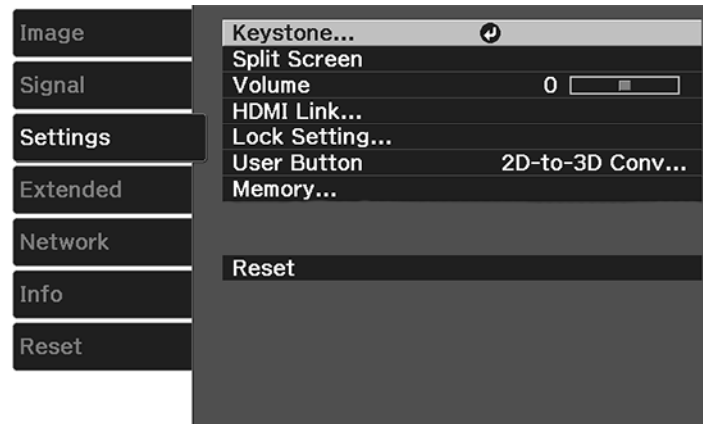 Image
Signal
Settings
Extended
Network
Info
Reset
Keystone...
Split Screen
Volume 0
HDMI Link...
Lock Setting...
User Button 2D-to-3D Conv...
Memory...
Reset